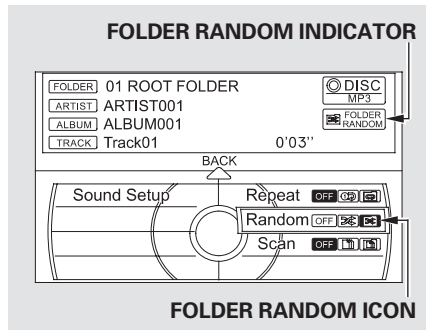 FOLDER RANDOM INDICATOR
FOLDER 01 ROOT FOLDER
DISC
MP3
ARTIST ARTIST001
FOLDER
RANDOM
ALBUM ALBUM001
TRACK Track01 0'03''
BACK
Sound Setup Repeat OFF
Random OFF
Scan OFF
FOLDER RANDOM ICON